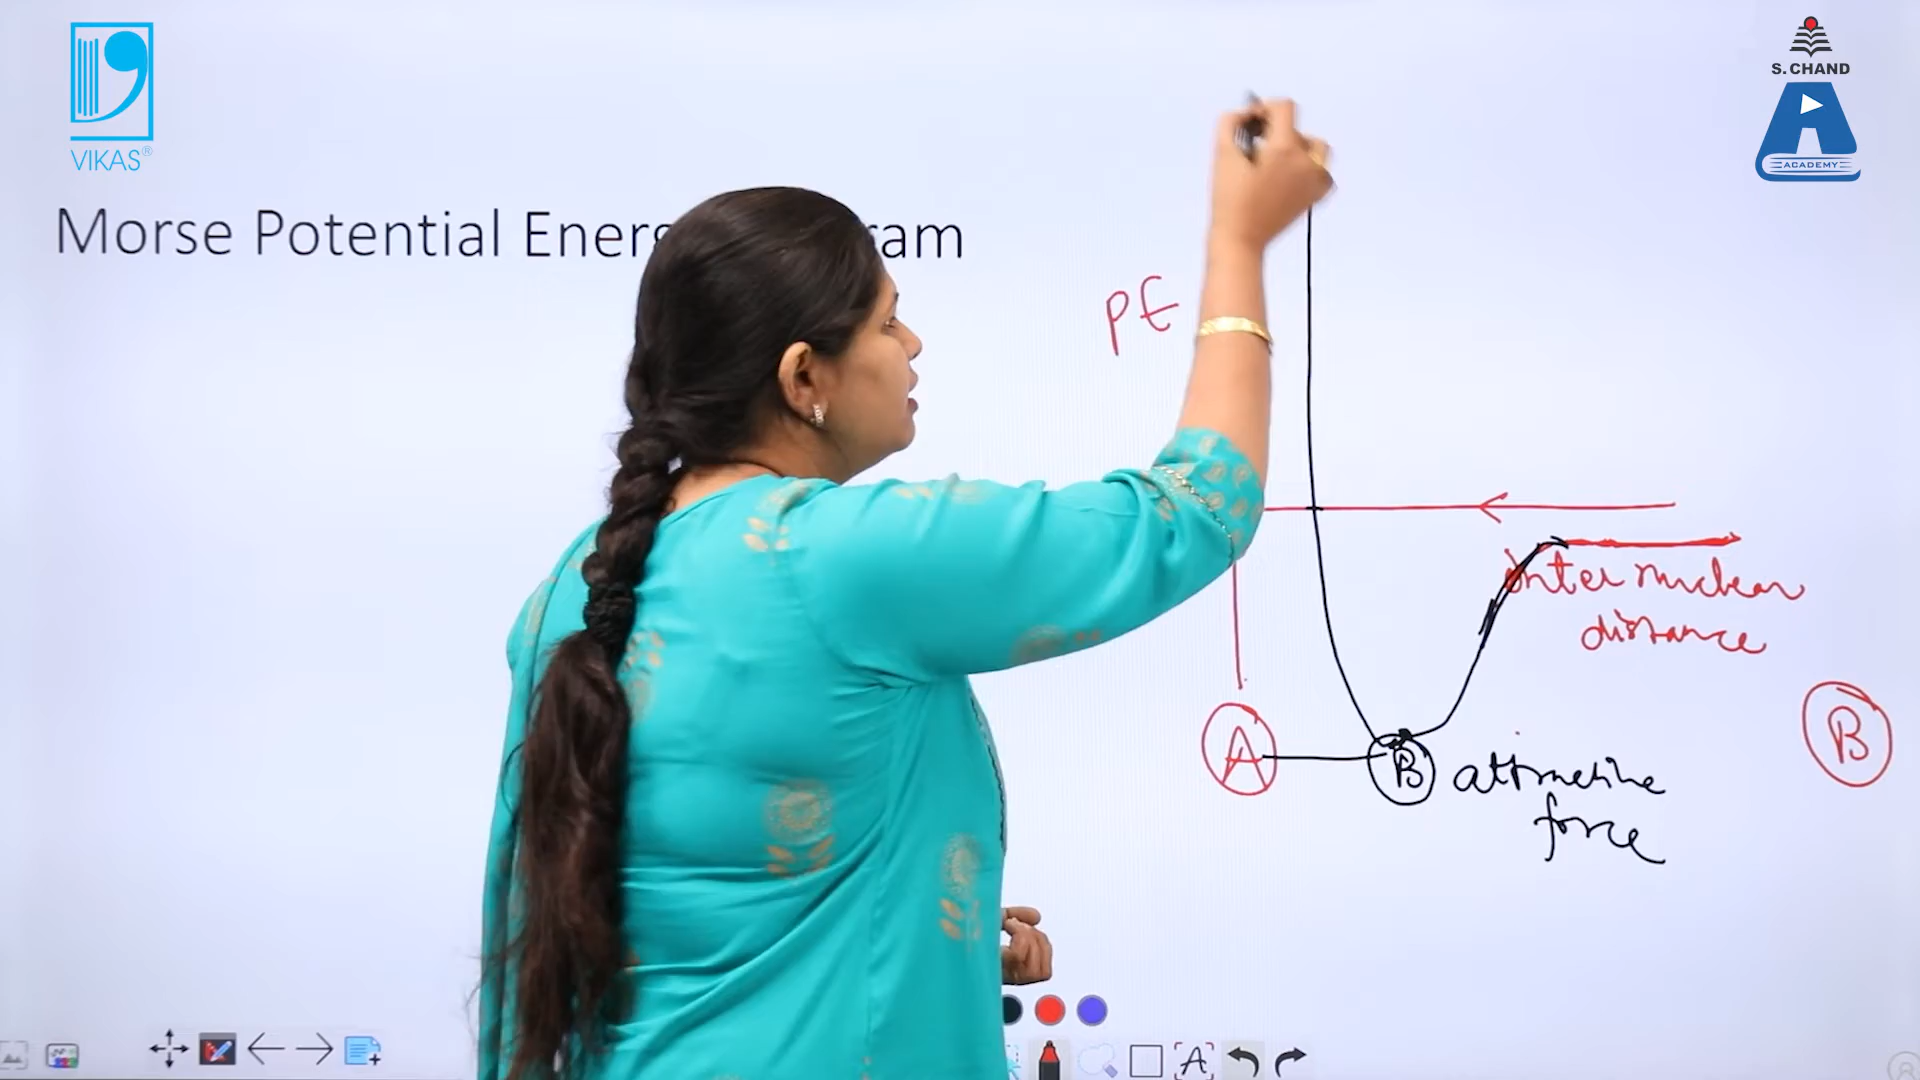 VIKAS®
S. CHAND
ACADEMY
Morse Potential Ener ram
PE
inter nuclear
distance
A
B
B
attractive
force
A